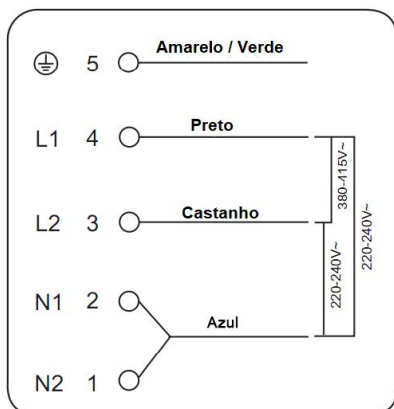 5 Amarelo / Verde
L1 4 Preto
380-415V~
220-240V~
L2 3 Castanho
220-240V~
N1 2
Azul
N2 1